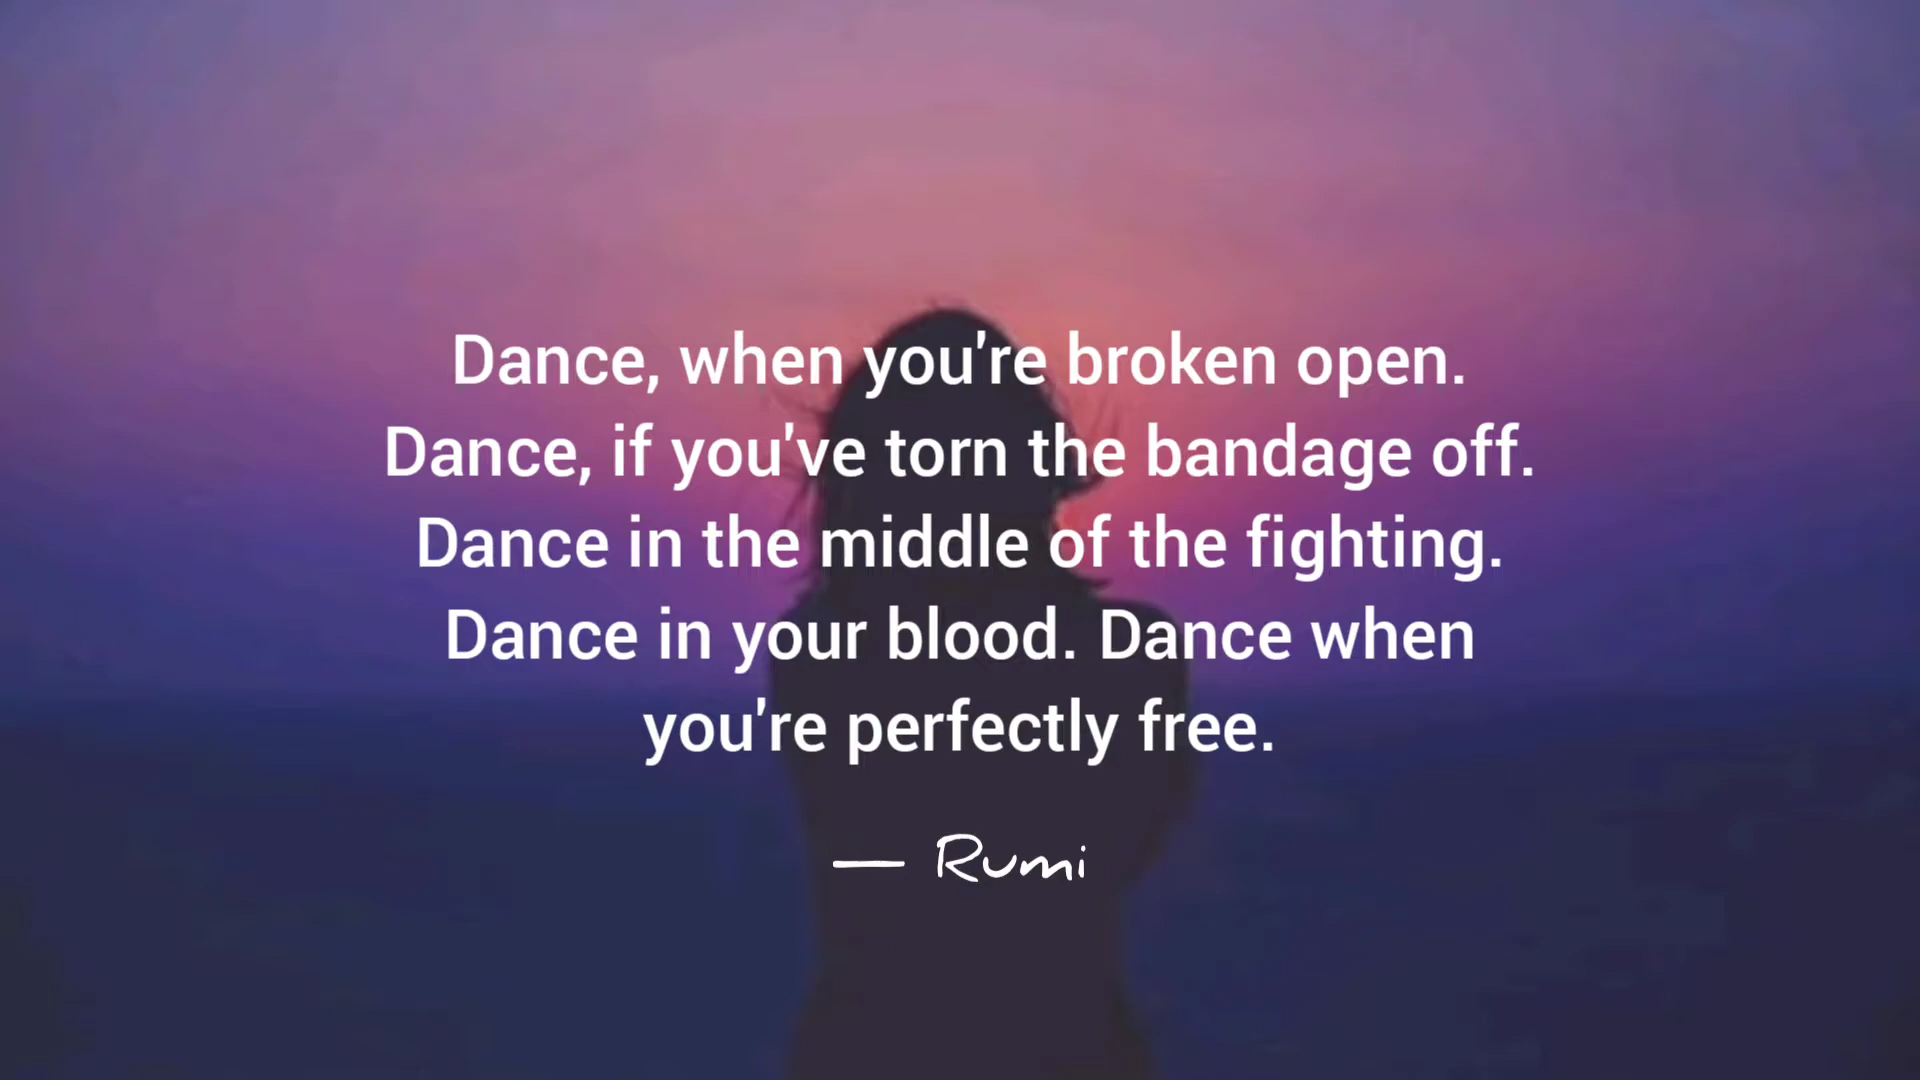 Dance, when you're broken open.
Dance, if you've torn the bandage off.
Dance in the middle of the fighting.
Dance in your blood. Dance when
you're perfectly free.
— Rumi